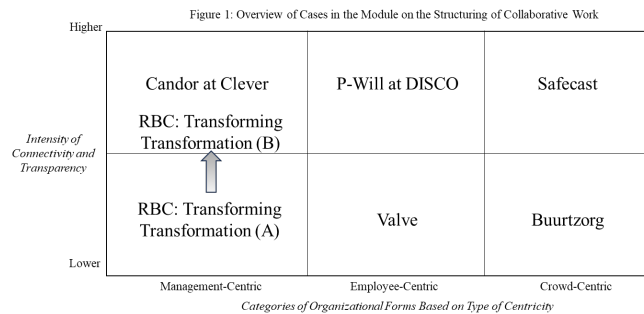 Figure 1: Overview of Cases in the Module on the Structuring of Collaborative Work
Higher
Candor at Clever
P-Will at DISCO
Safecast
RBC: Transforming
Transformation (B)
Intensity of
Connectivity and
Transparency
RBC: Transforming
Transformation (A)
Valve
Buurtzorg
Lower
Management-Centric
Employee-Centric
Crowd-Centric
Categories of Organizational Forms Based on Type of Centricity